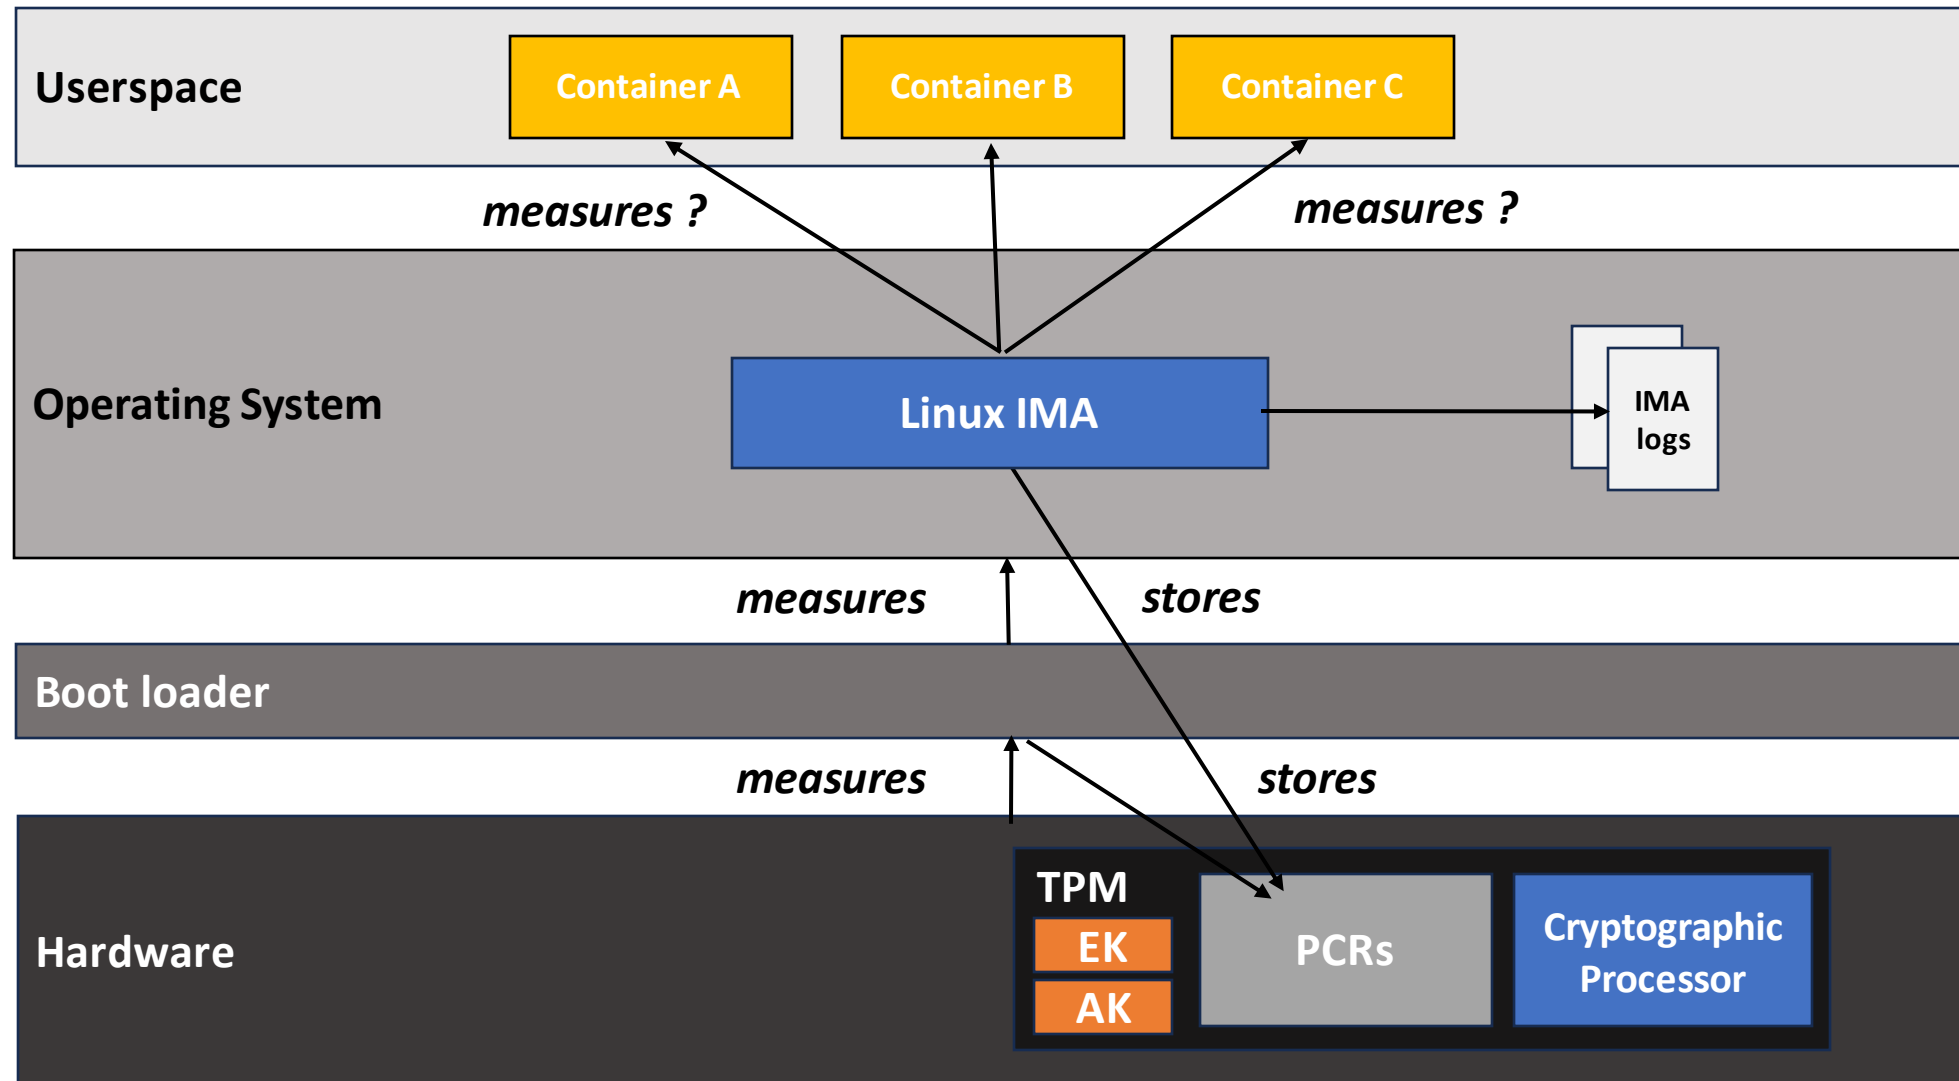 Userspace
Container A
Container B
Container C
measures ?
measures ?
Operating System
Linux IMA
IMA
logs
measures
stores
Boot loader
measures
stores
Hardware
TPM
EK
AK
PCRs
Cryptographic
Processor